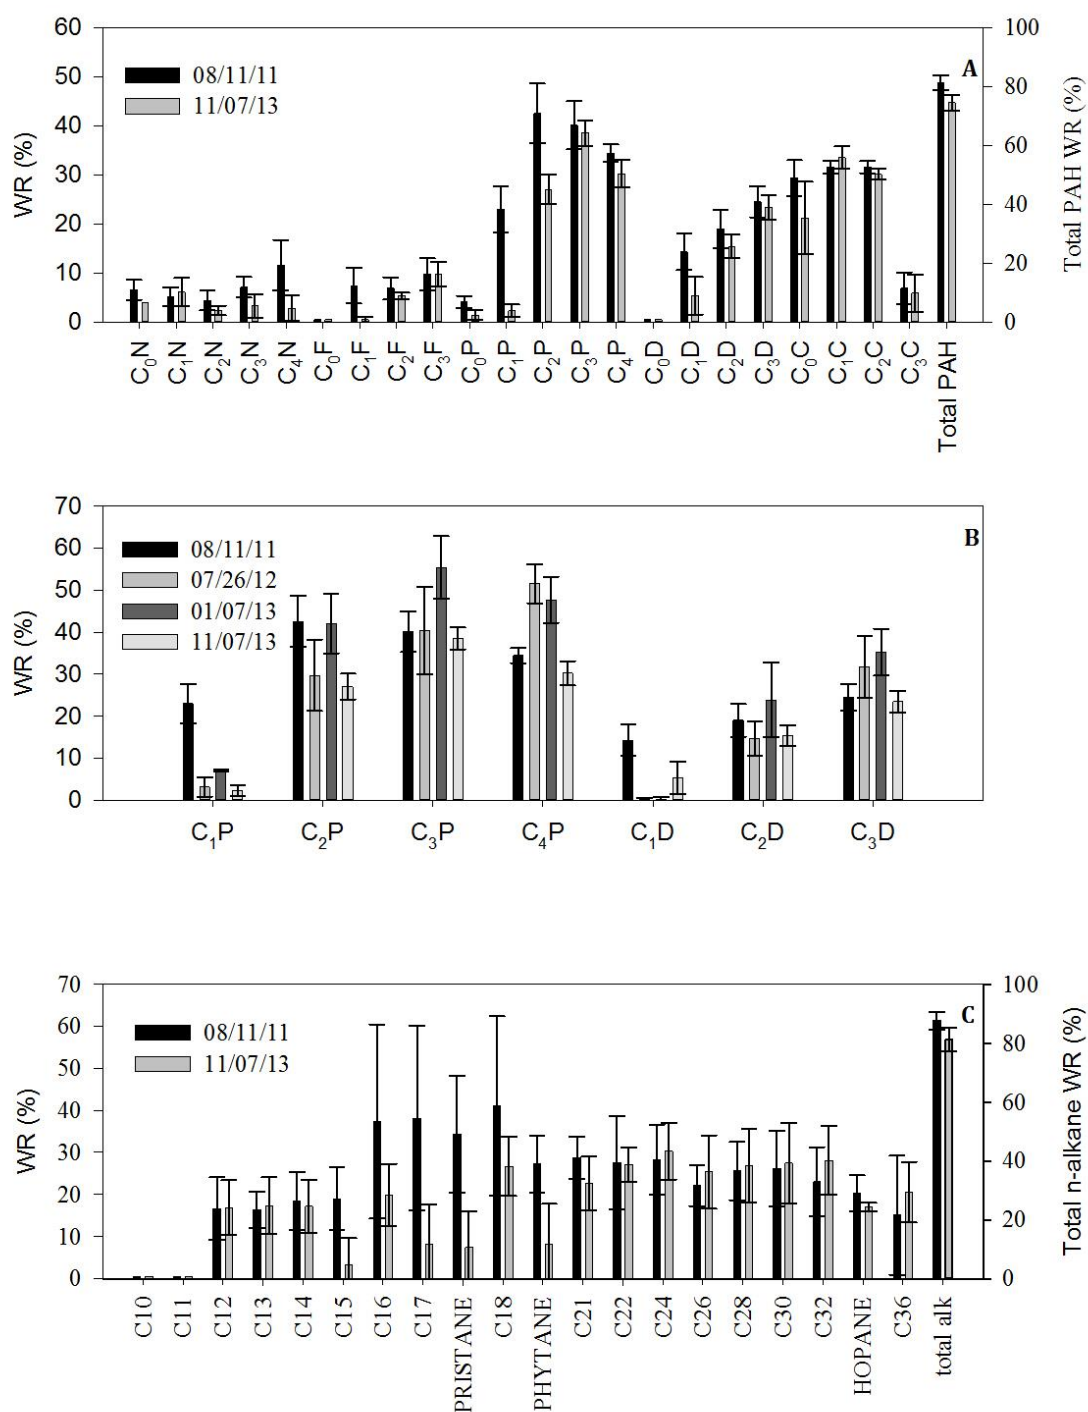 60
50
40
30
20
10
0
WR (%)
100
80
60
40
20
0
Total PAH WR (%)
A
08/11/11
11/07/13
C₀N
C₁N
C₂N
C₃N
C₄N
C₀F
C₁F
C₂F
C₃F
C₀P
C₁P
C₂P
C₃P
C₄P
C₀D
C₁D
C₂D
C₃D
C₀C
C₁C
C₂C
C₃C
Total PAH
70
60
50
40
30
20
10
0
WR (%)
B
08/11/11
07/26/12
01/07/13
11/07/13
C₁P
C₂P
C₃P
C₄P
C₁D
C₂D
C₃D
70
60
50
40
30
20
10
0
WR (%)
100
80
60
40
20
0
Total n-alkane WR (%)
C
08/11/11
11/07/13
C10
C11
C12
C13
C14
C15
C16
C17
PRISTANE
C18
PHYTANE
C21
C22
C24
C26
C28
C30
C32
HOPANE
C36
total alk